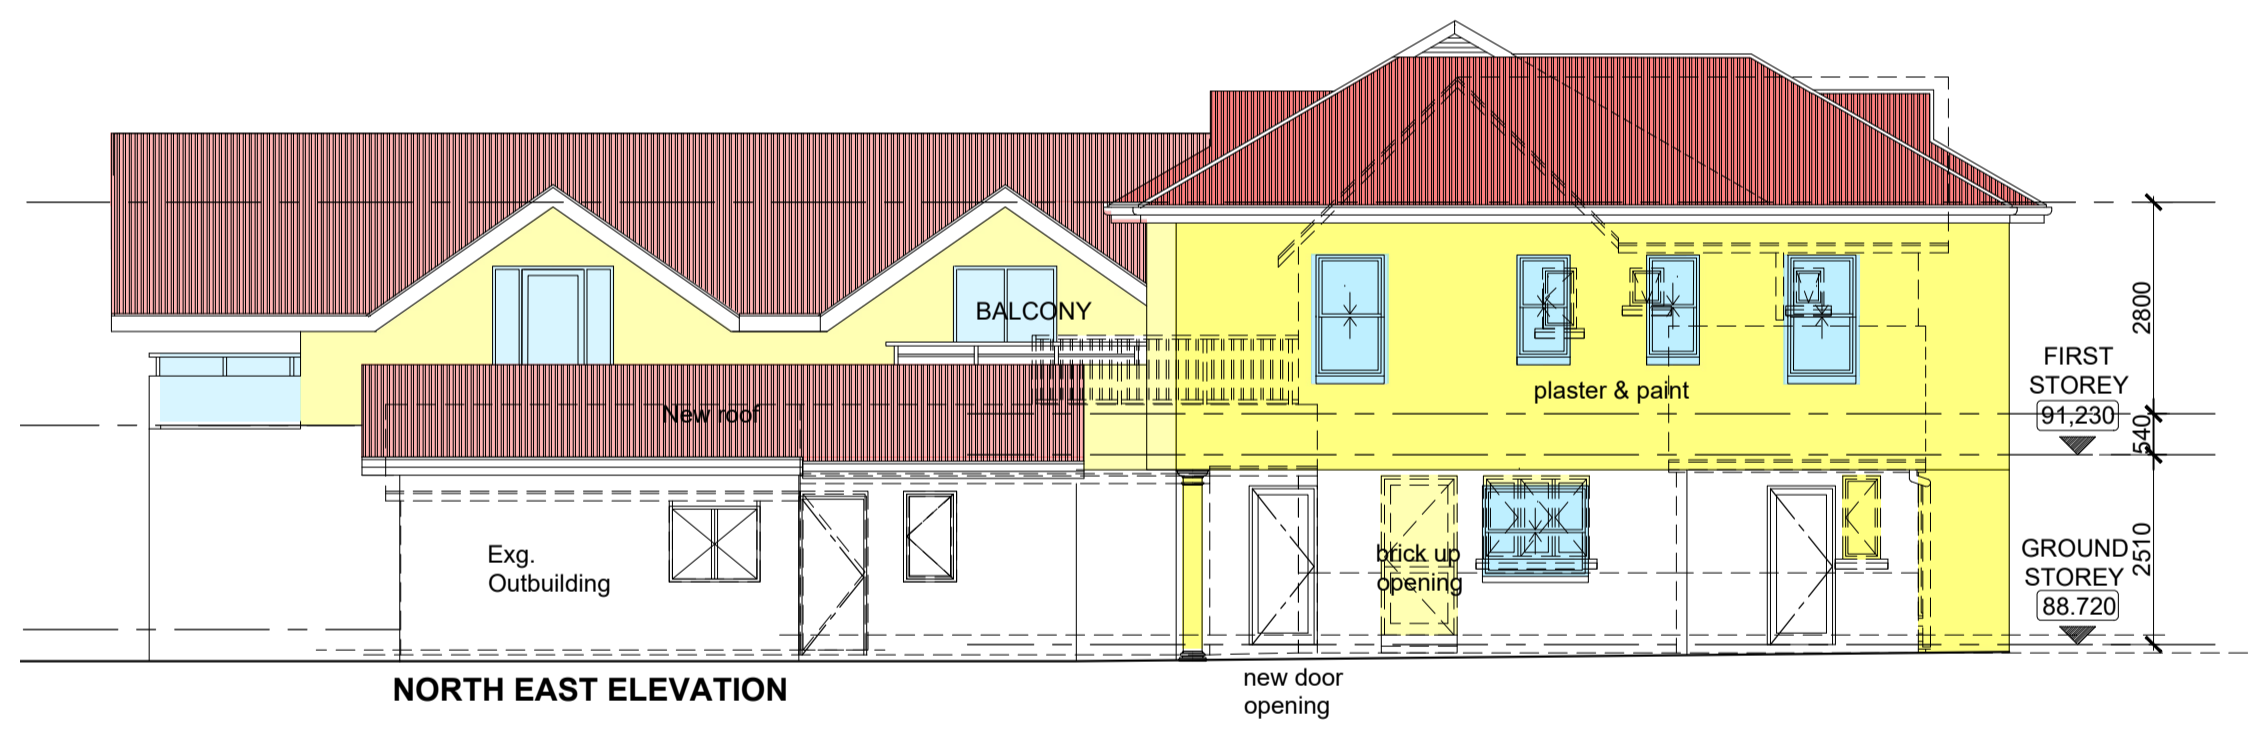 BALCONY
2800
plaster & paint
FIRST
STOREY
91,230
New roof
540
Exg.
Outbuilding
brick up
opening
GROUND
STOREY
88.720
2510
NORTH EAST ELEVATION
new door
opening